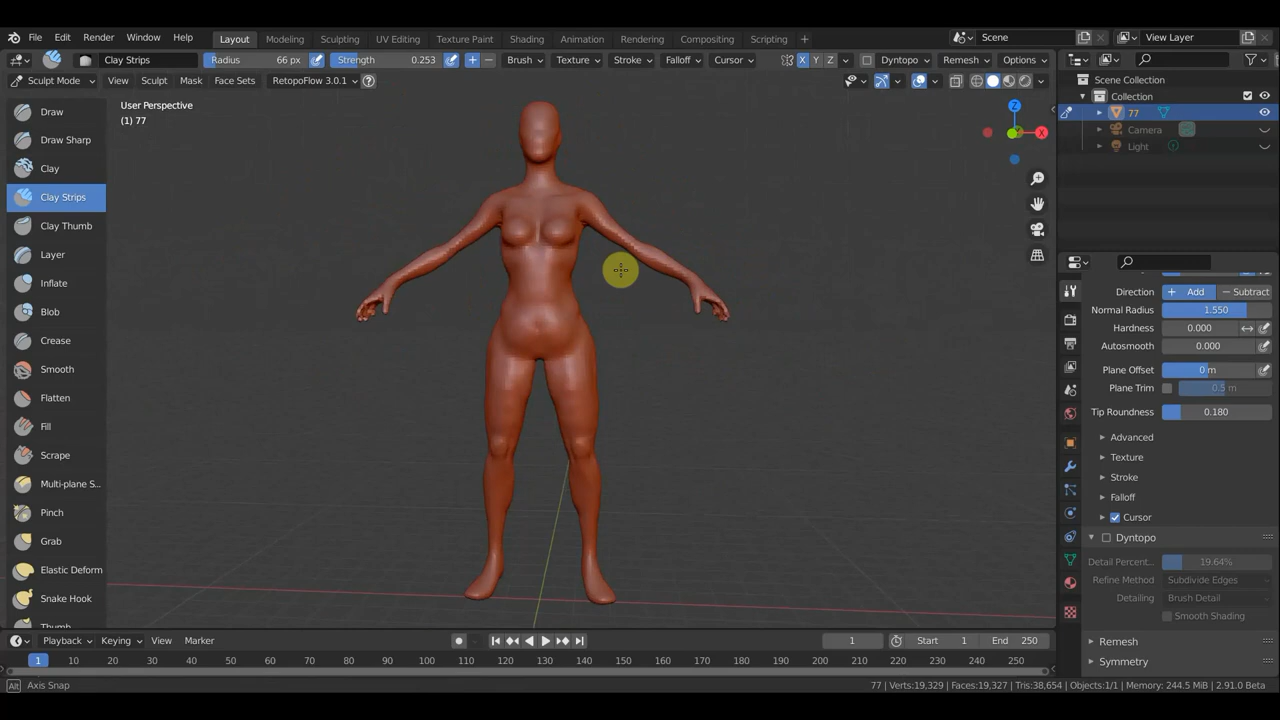 File Edit Render Window Help Layout Modeling Sculpting UV Editing Texture Paint Shading Animation Rendering Compositing Scripting + Scene View Layer
Clay Strips Radius 66 px Strength 0.253 + − Brush Texture Stroke Falloff Cursor X Y Z Dyntopo Remesh Options
Sculpt Mode View Sculpt Mask Face Sets RetopoFlow 3.0.1 ?
Scene Collection
Collection
77
Camera
Light
User Perspective
(1) 77
Z
X
Draw
Draw Sharp
Clay
Clay Strips
Clay Thumb
Layer
Inflate
Blob
Crease
Smooth
Flatten
Fill
Scrape
Multi-plane S...
Pinch
Grab
Elastic Deform
Snake Hook
Thumb
Direction + Add − Subtract
Normal Radius 1.550
Hardness 0.000
Autosmooth 0.000
Plane Offset 0 m
Plane Trim 0.5 m
Tip Roundness 0.180
Advanced
Texture
Stroke
Falloff
Cursor
Dyntopo
Detail Percent... 19.64%
Refine Method Subdivide Edges
Detailing Brush Detail
Smooth Shading
Remesh
Symmetry
Playback Keying View Marker 1 Start 1 End 250
1 10 20 30 40 50 60 70 80 90 100 110 120 130 140 150 160 170 180 190 200 210 220 230 240 250
Alt Axis Snap 77 | Verts:19,329 | Faces:19,327 | Tris:38,654 | Objects:1/1 | Memory: 244.5 MiB | 2.91.0 Beta